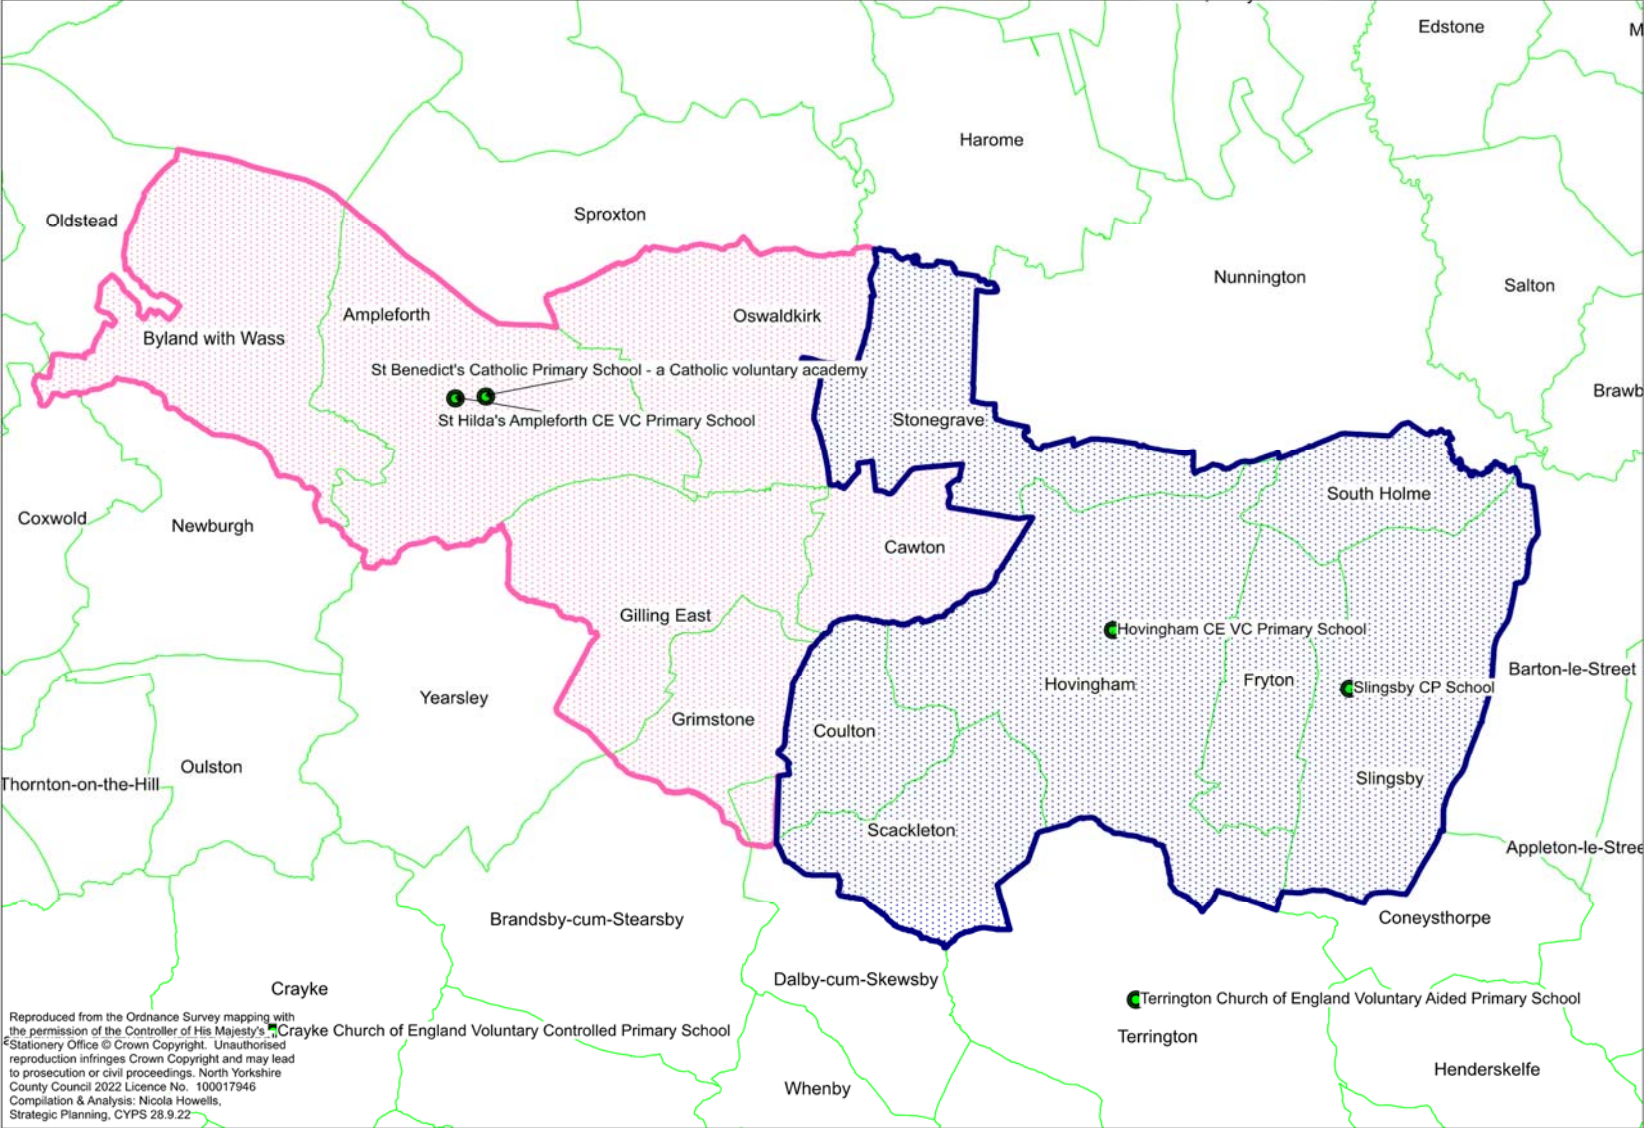 Edstone
Harome
Sproxton
Oldstead
Nunnington
Salton
Ampleforth
Oswaldkirk
Byland with Wass
St Benedict's Catholic Primary School - a Catholic voluntary academy
Brawb
St Hilda's Ampleforth CE VC Primary School
Stonegrave
South Holme
Coxwold
Newburgh
Cawton
Gilling East
Hovingham CE VC Primary School
Barton-le-Street
Hovingham
Fryton
Slingsby CP School
Yearsley
Grimstone
Coulton
Oulston
Thornton-on-the-Hill
Slingsby
Scackleton
Appleton-le-Stree
Brandsby-cum-Stearsby
Coneysthorpe
Dalby-cum-Skewsby
Crayke
Terrington Church of England Voluntary Aided Primary School
Crayke Church of England Voluntary Controlled Primary School
Terrington
Henderskelfe
Whenby
Reproduced from the Ordnance Survey mapping with
the permission of the Controller of His Majesty's
Stationery Office © Crown Copyright. Unauthorised
reproduction infringes Crown Copyright and may lead
to prosecution or civil proceedings. North Yorkshire
County Council 2022 Licence No. 100017946
Compilation & Analysis: Nicola Howells,
Strategic Planning, CYPS 28.9.22